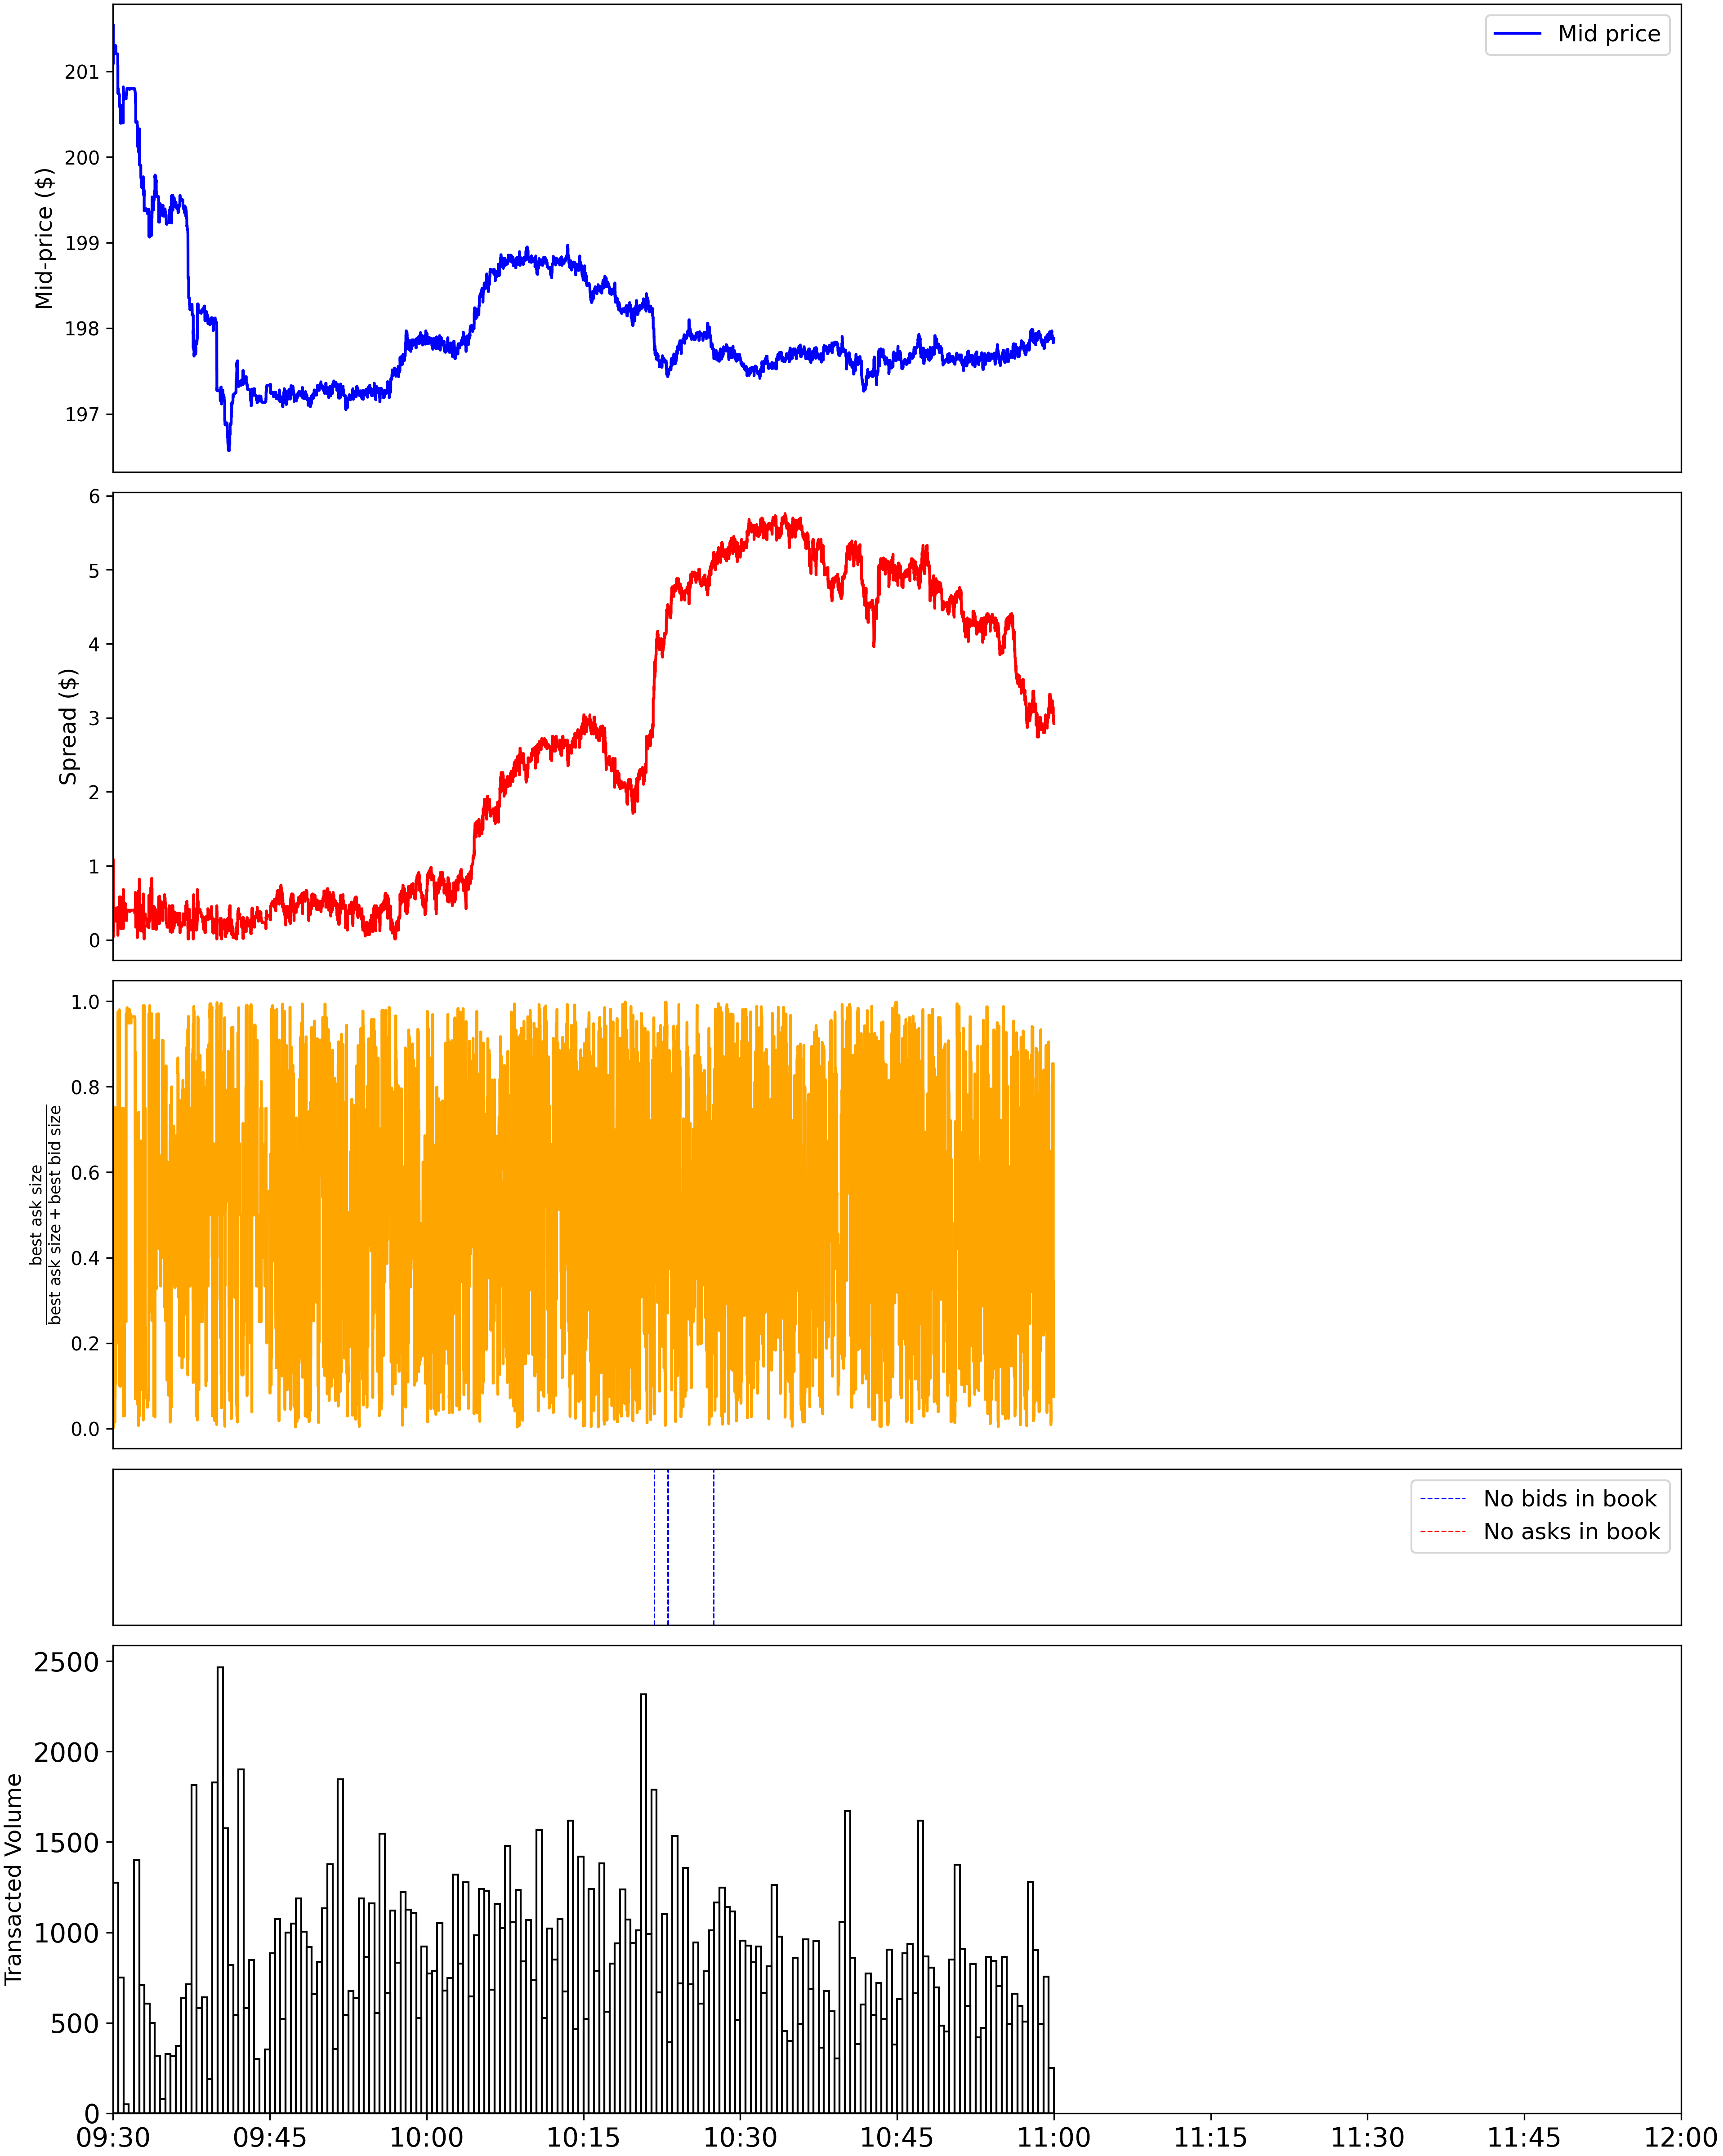 Mid price
Mid-price ($)
201
200
199
198
197
Spread ($)
6
5
4
3
2
1
0
best ask size
best ask size + best bid size
1.0
0.8
0.6
0.4
0.2
0.0
No bids in book
No asks in book
Transacted Volume
2500
2000
1500
1000
500
0
09:30 09:45 10:00 10:15 10:30 10:45 11:00 11:15 11:30 11:45 12:00